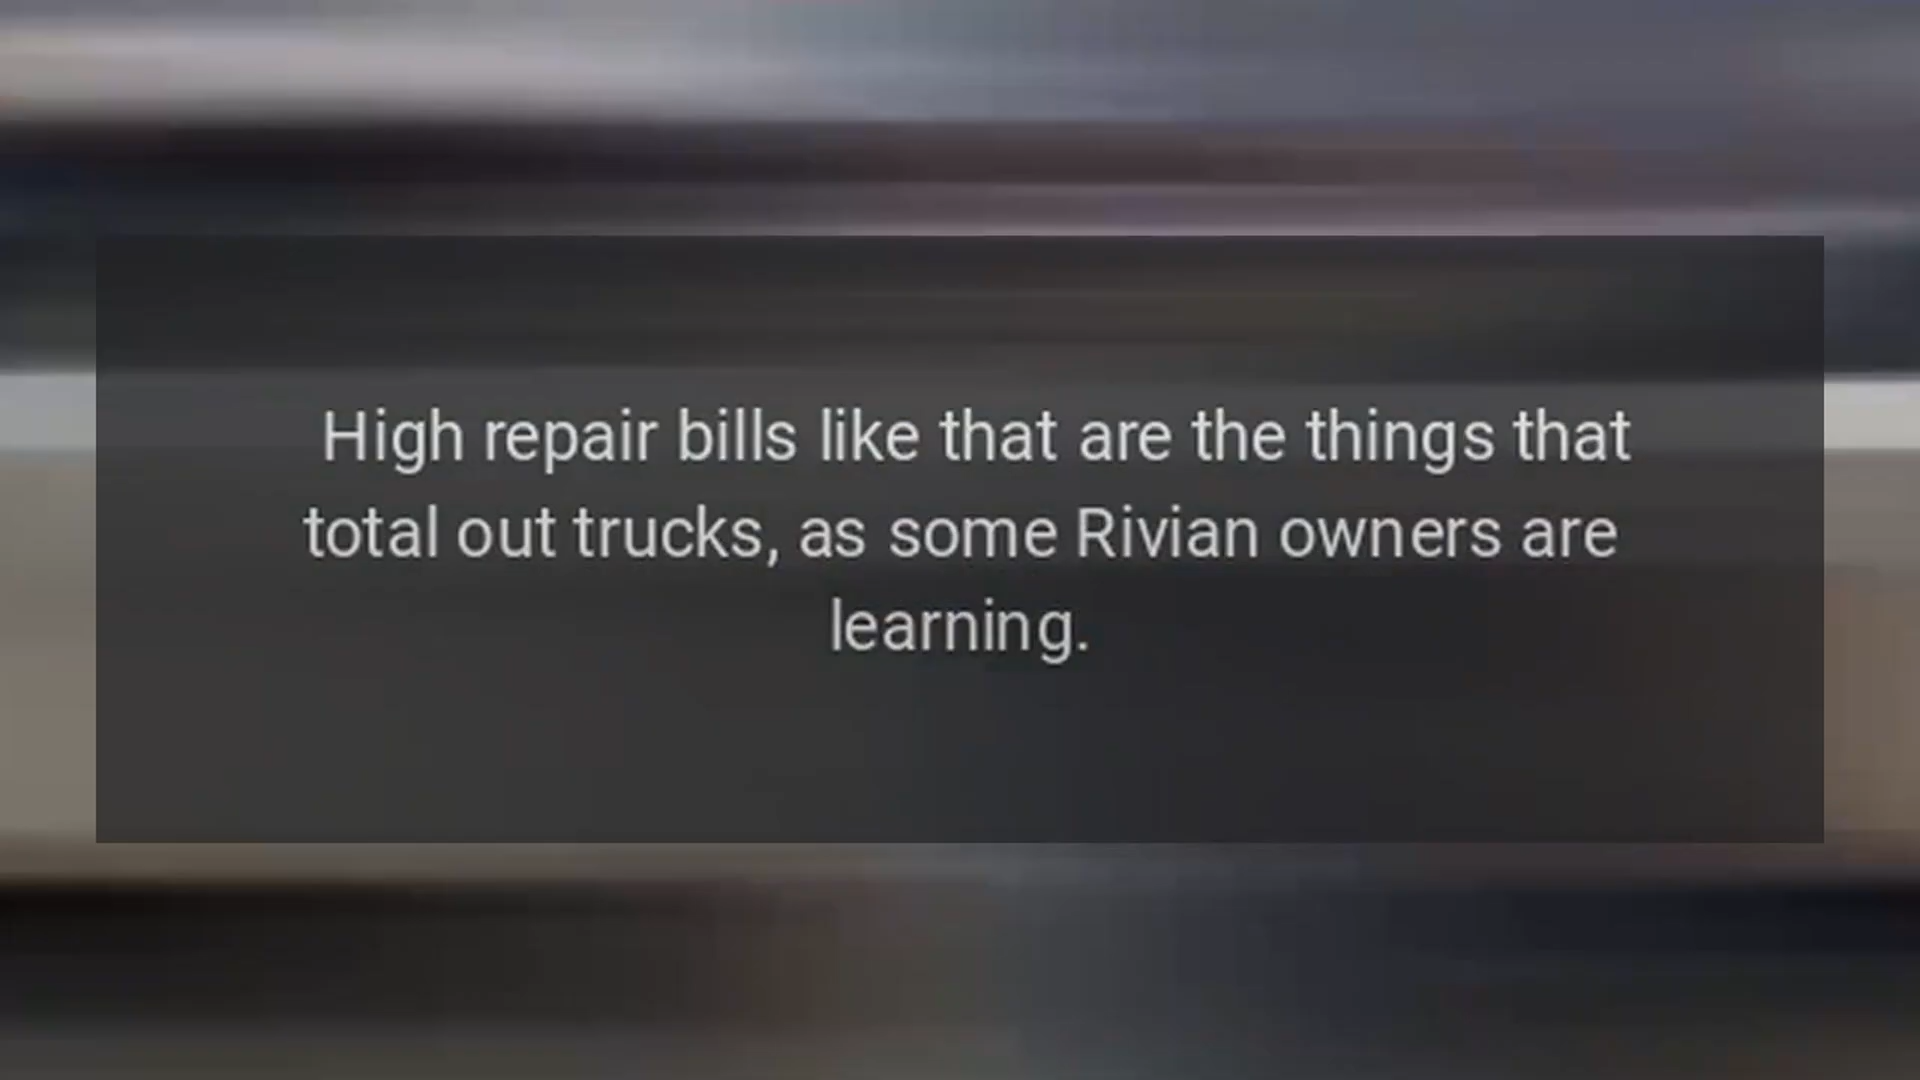 High repair bills like that are the things that
total out trucks, as some Rivian owners are
learning.